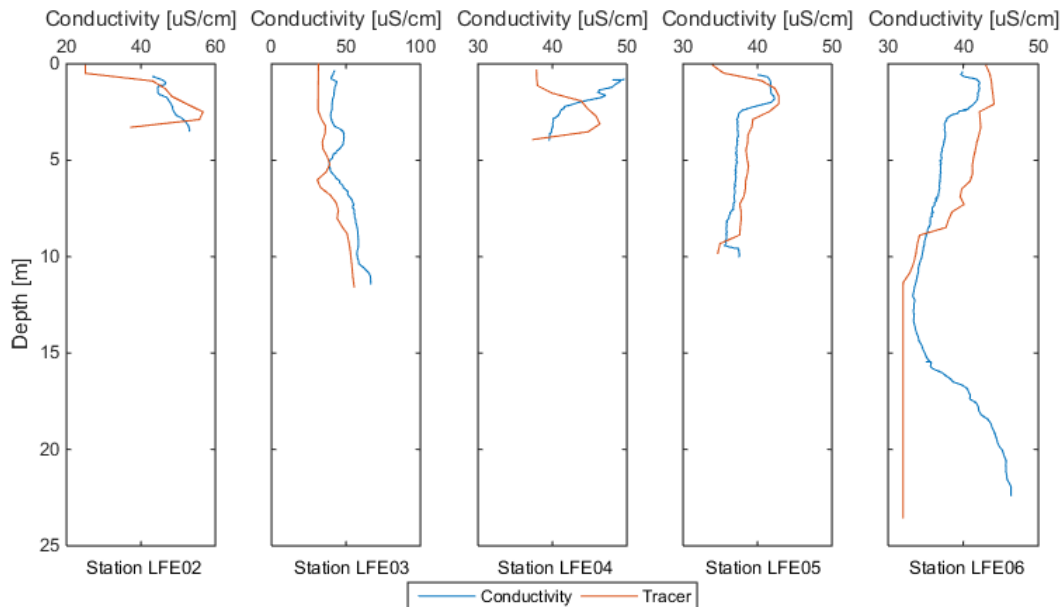 Conductivity [uS/cm] Conductivity [uS/cm] Conductivity [uS/cm] Conductivity [uS/cm] Conductivity [uS/cm]
20 40 60 0 50 100 30 40 50 30 40 50 30 40 50
0
5
10
15
20
25
Depth [m]
Station LFE02 Station LFE03 Station LFE04 Station LFE05 Station LFE06
Conductivity Tracer